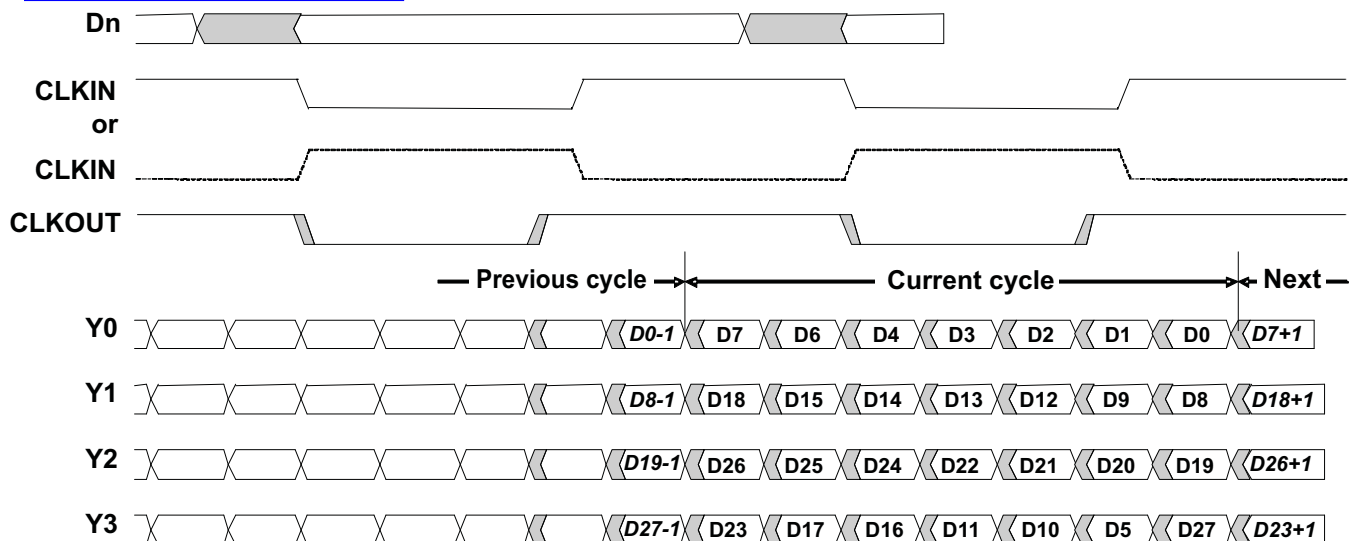 Dn
CLKIN
or
CLKIN
CLKOUT
Previous cycle
Current cycle
Next
Y0 D0-1 D7 D6 D4 D3 D2 D1 D0 D7+1
Y1 D8-1 D18 D15 D14 D13 D12 D9 D8 D18+1
Y2 D19-1 D26 D25 D24 D22 D21 D20 D19 D26+1
Y3 D27-1 D23 D17 D16 D11 D10 D5 D27 D23+1